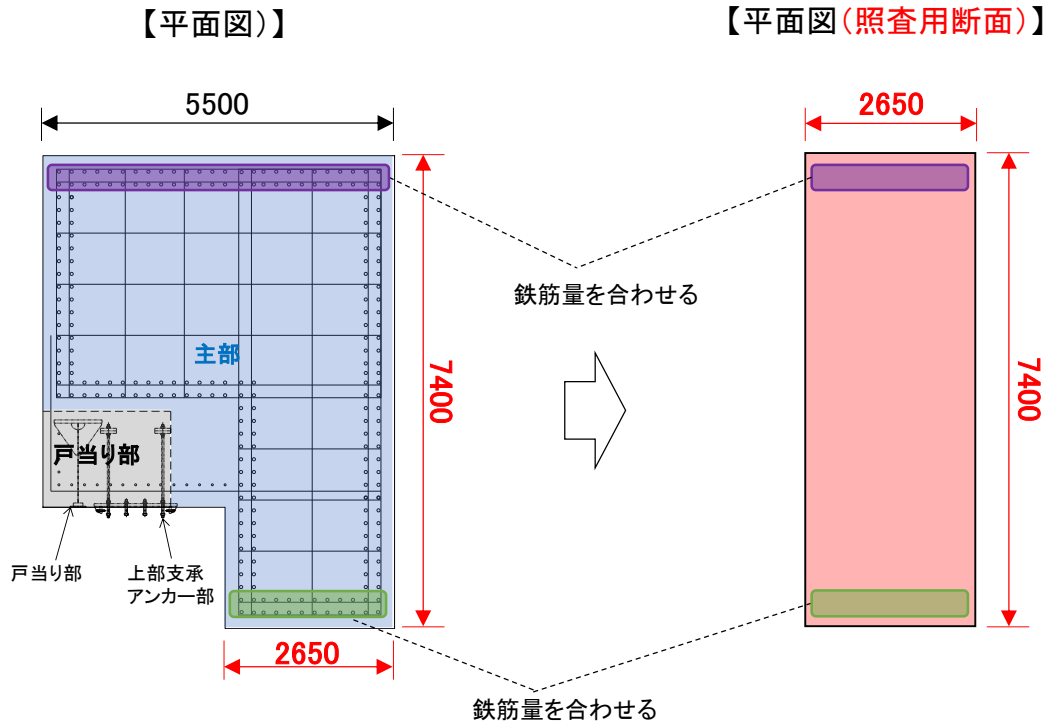 【平面図)】
【平面図(照査用断面)】
5500
2650
鉄筋量を合わせる
主部
7400
7400
戸当り部
戸当り部
上部支承
アンカー部
2650
鉄筋量を合わせる